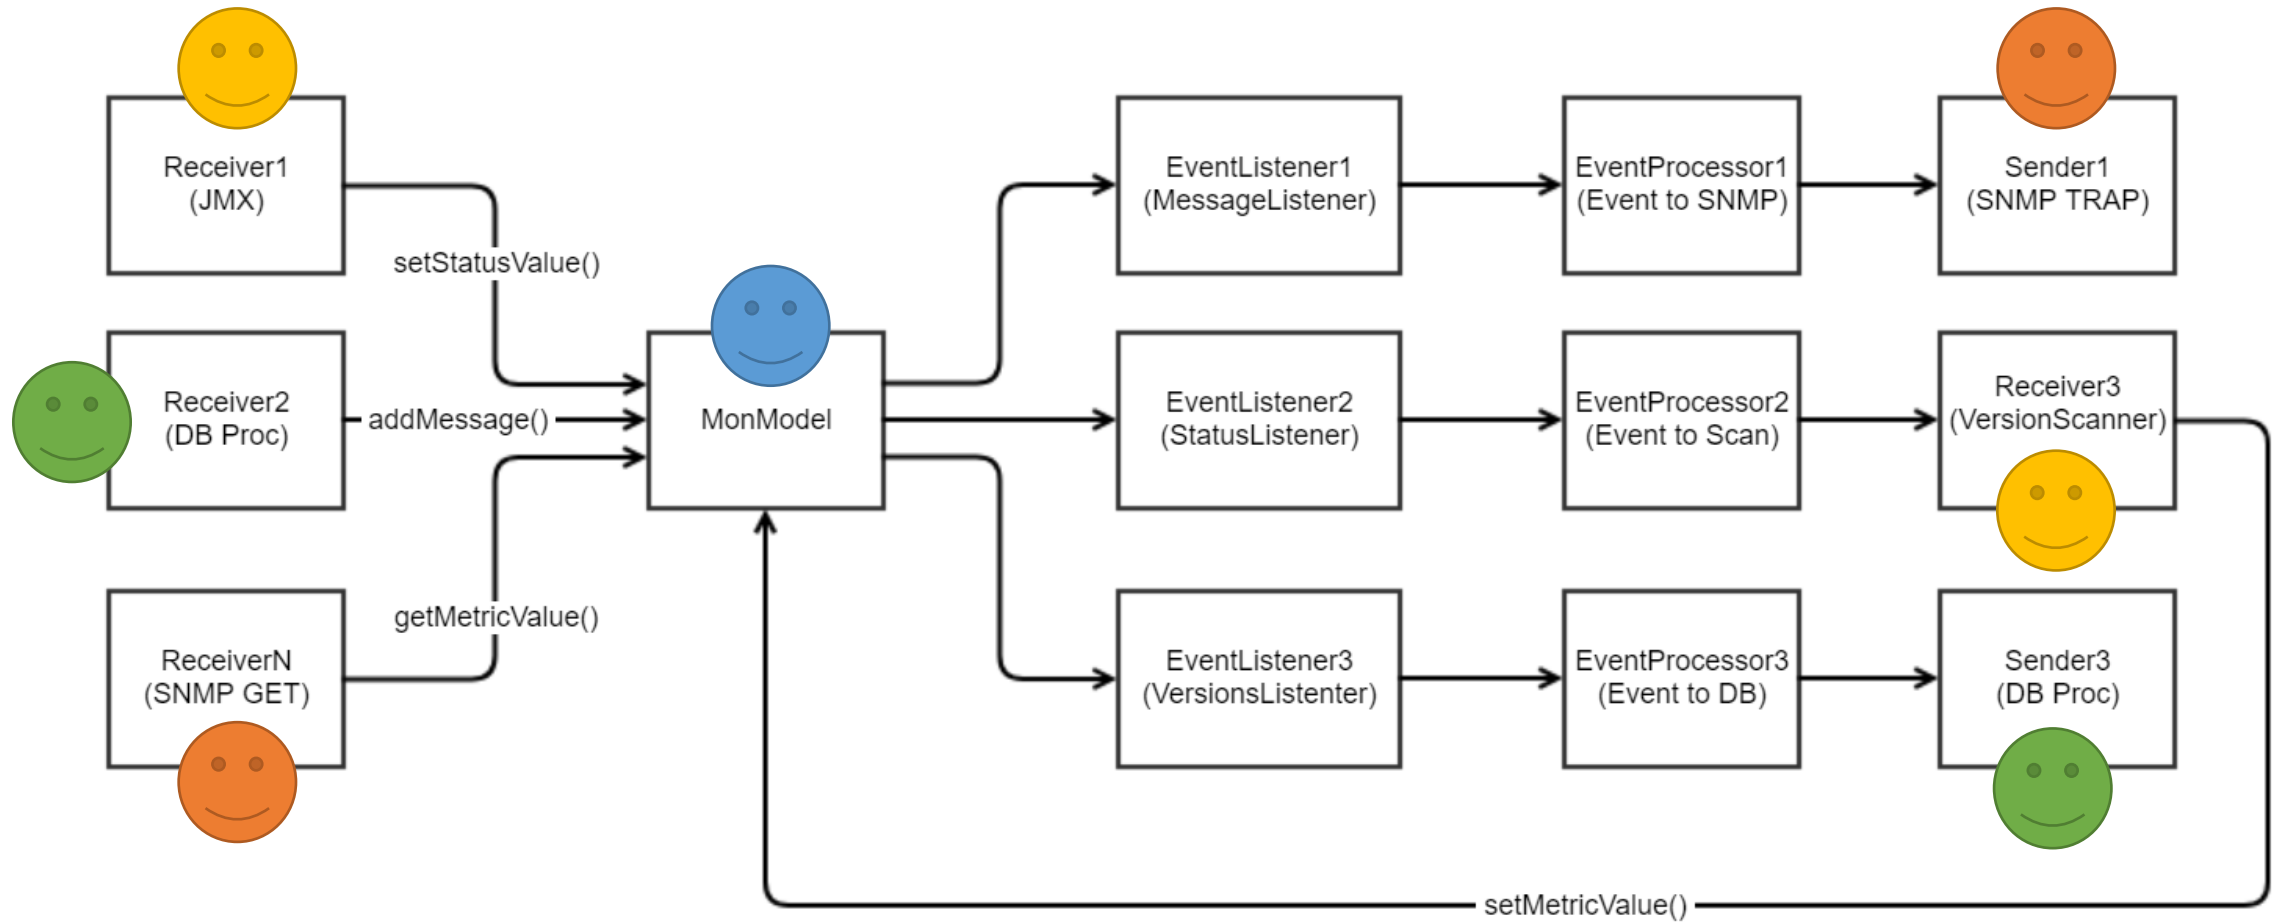 Receiver1
(JMX)
setStatusValue()
Receiver2
(DB Proc)
addMessage()
ReceiverN
(SNMP GET)
getMetricValue()
MonModel
EventListener1
(MessageListener)
EventProcessor1
(Event to SNMP)
Sender1
(SNMP TRAP)
EventListener2
(StatusListener)
EventProcessor2
(Event to Scan)
Receiver3
(VersionScanner)
EventListener3
(VersionsListenter)
EventProcessor3
(Event to DB)
Sender3
(DB Proc)
setMetricValue()